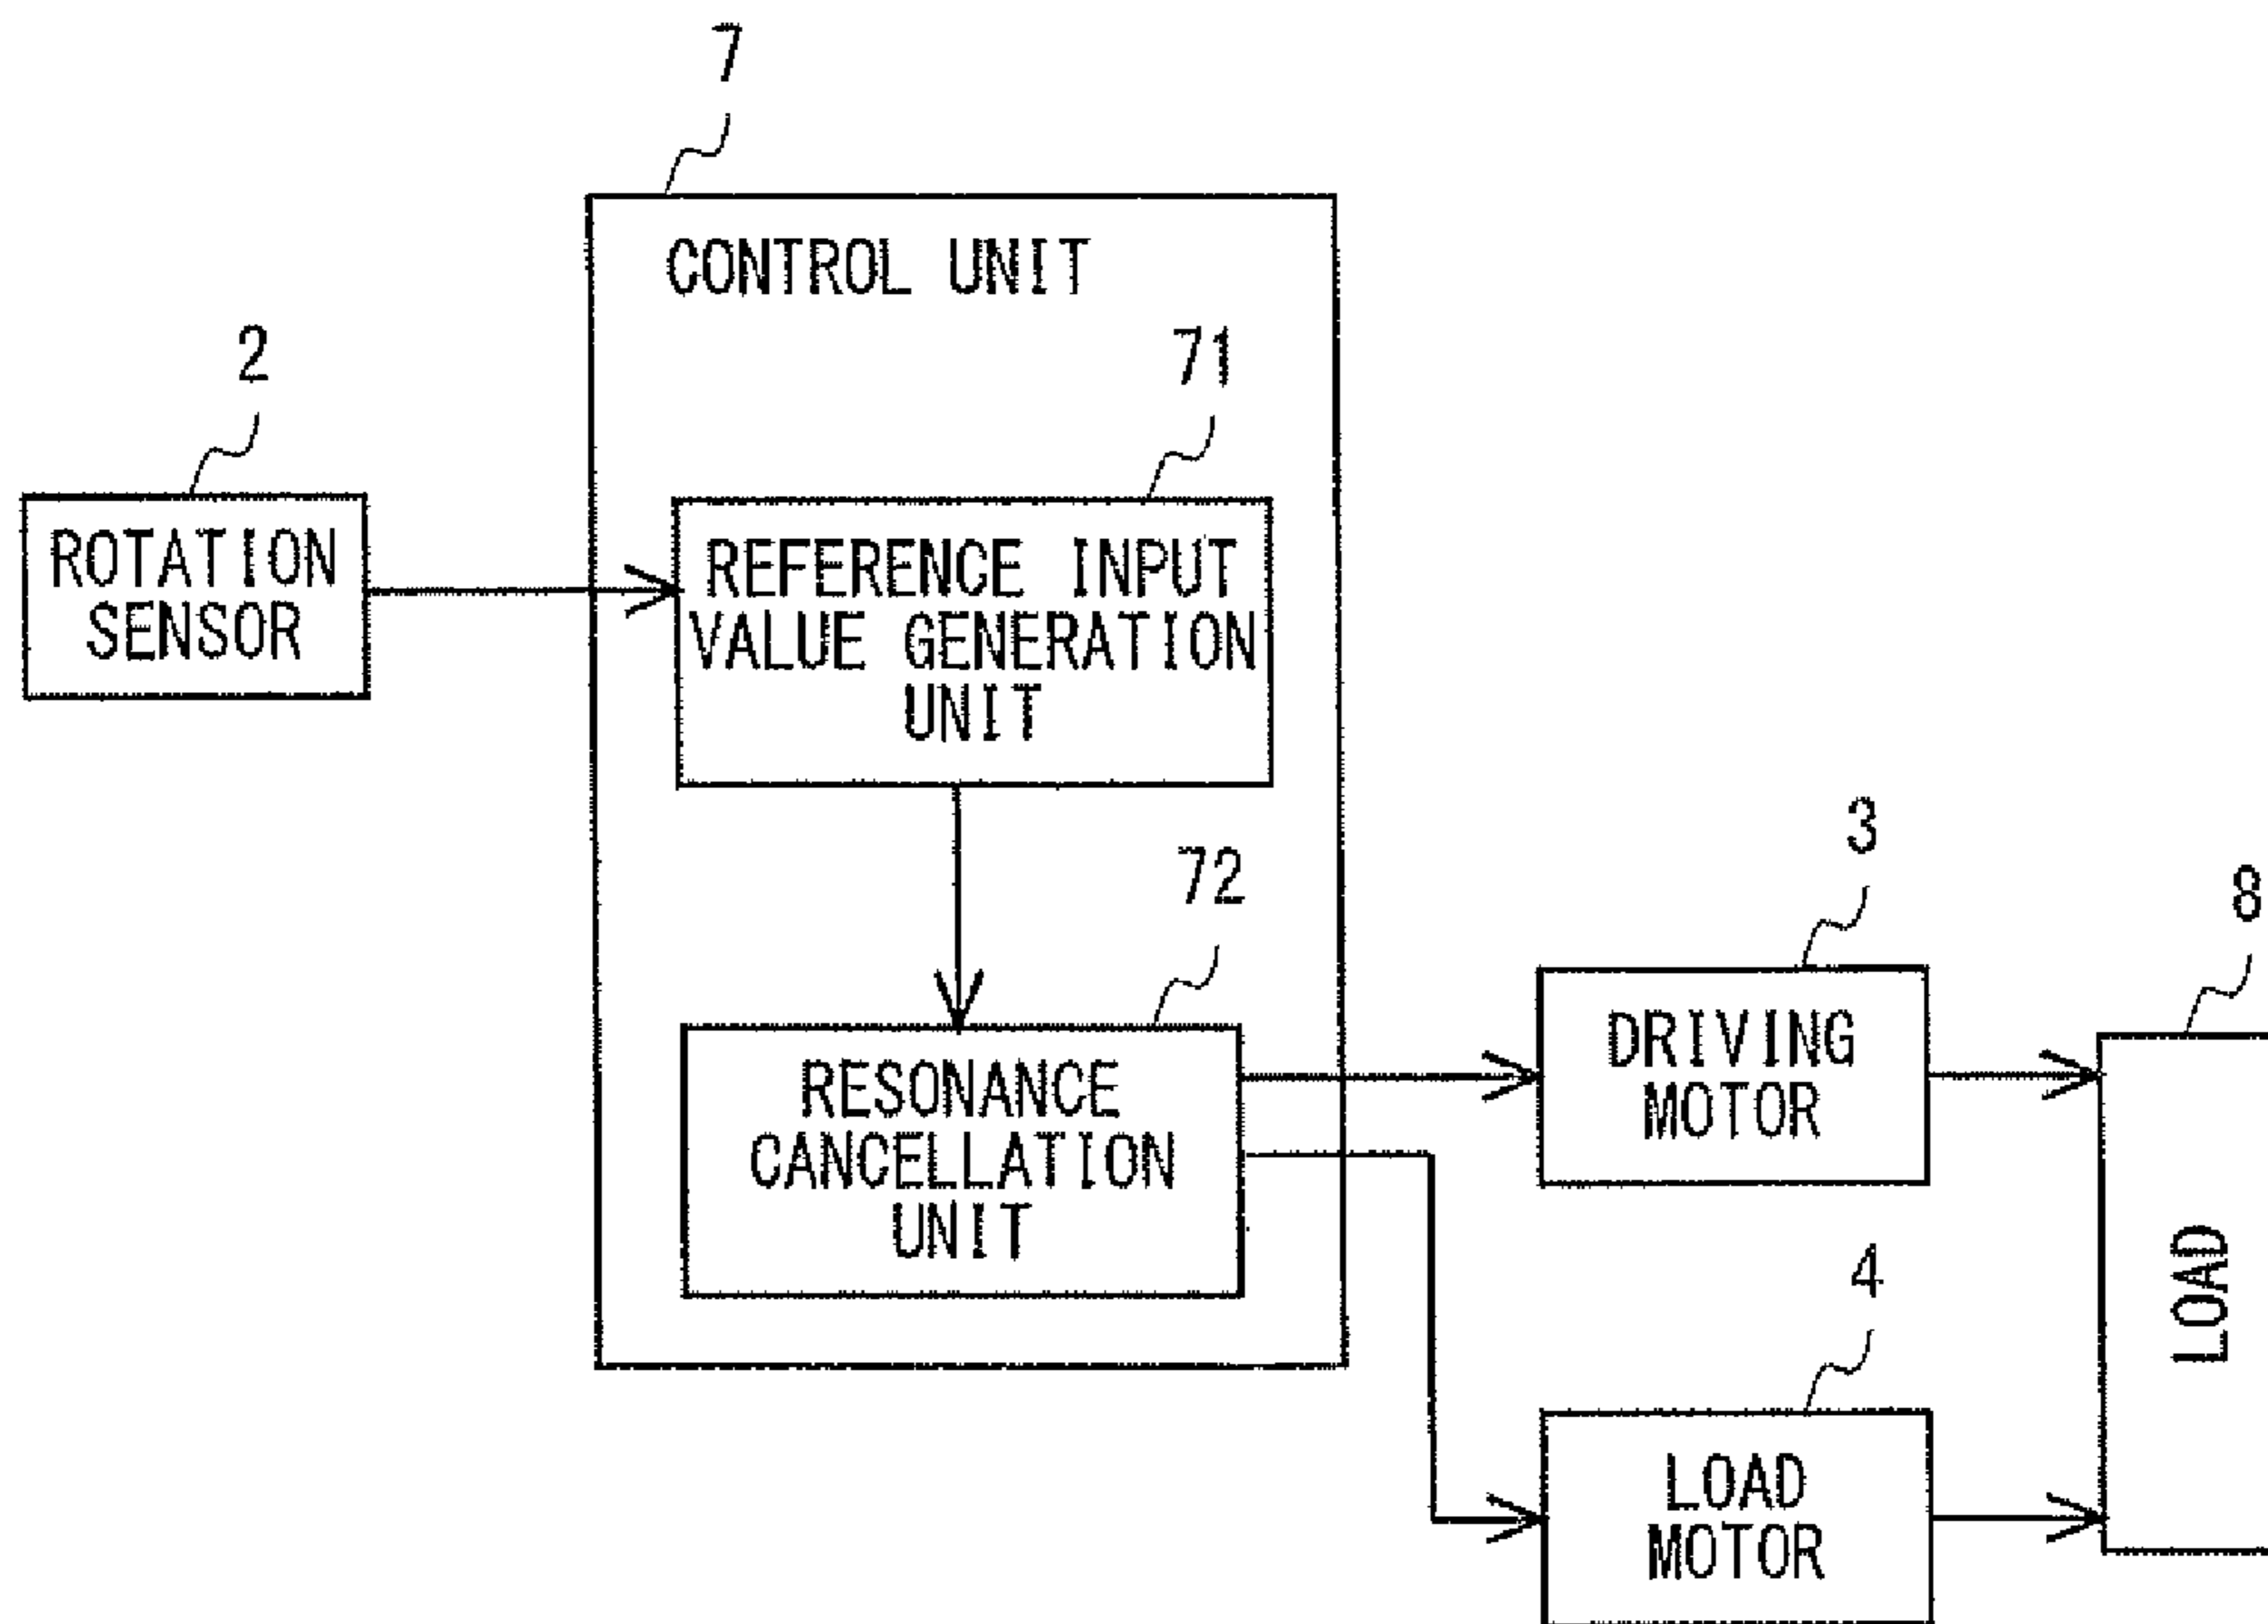 7
CONTROL UNIT
2
71
ROTATION
SENSOR
REFERENCE INPUT
VALUE GENERATION
UNIT
72
3
8
RESONANCE
CANCELLATION
UNIT
DRIVING
MOTOR
LOAD
4
LOAD
MOTOR